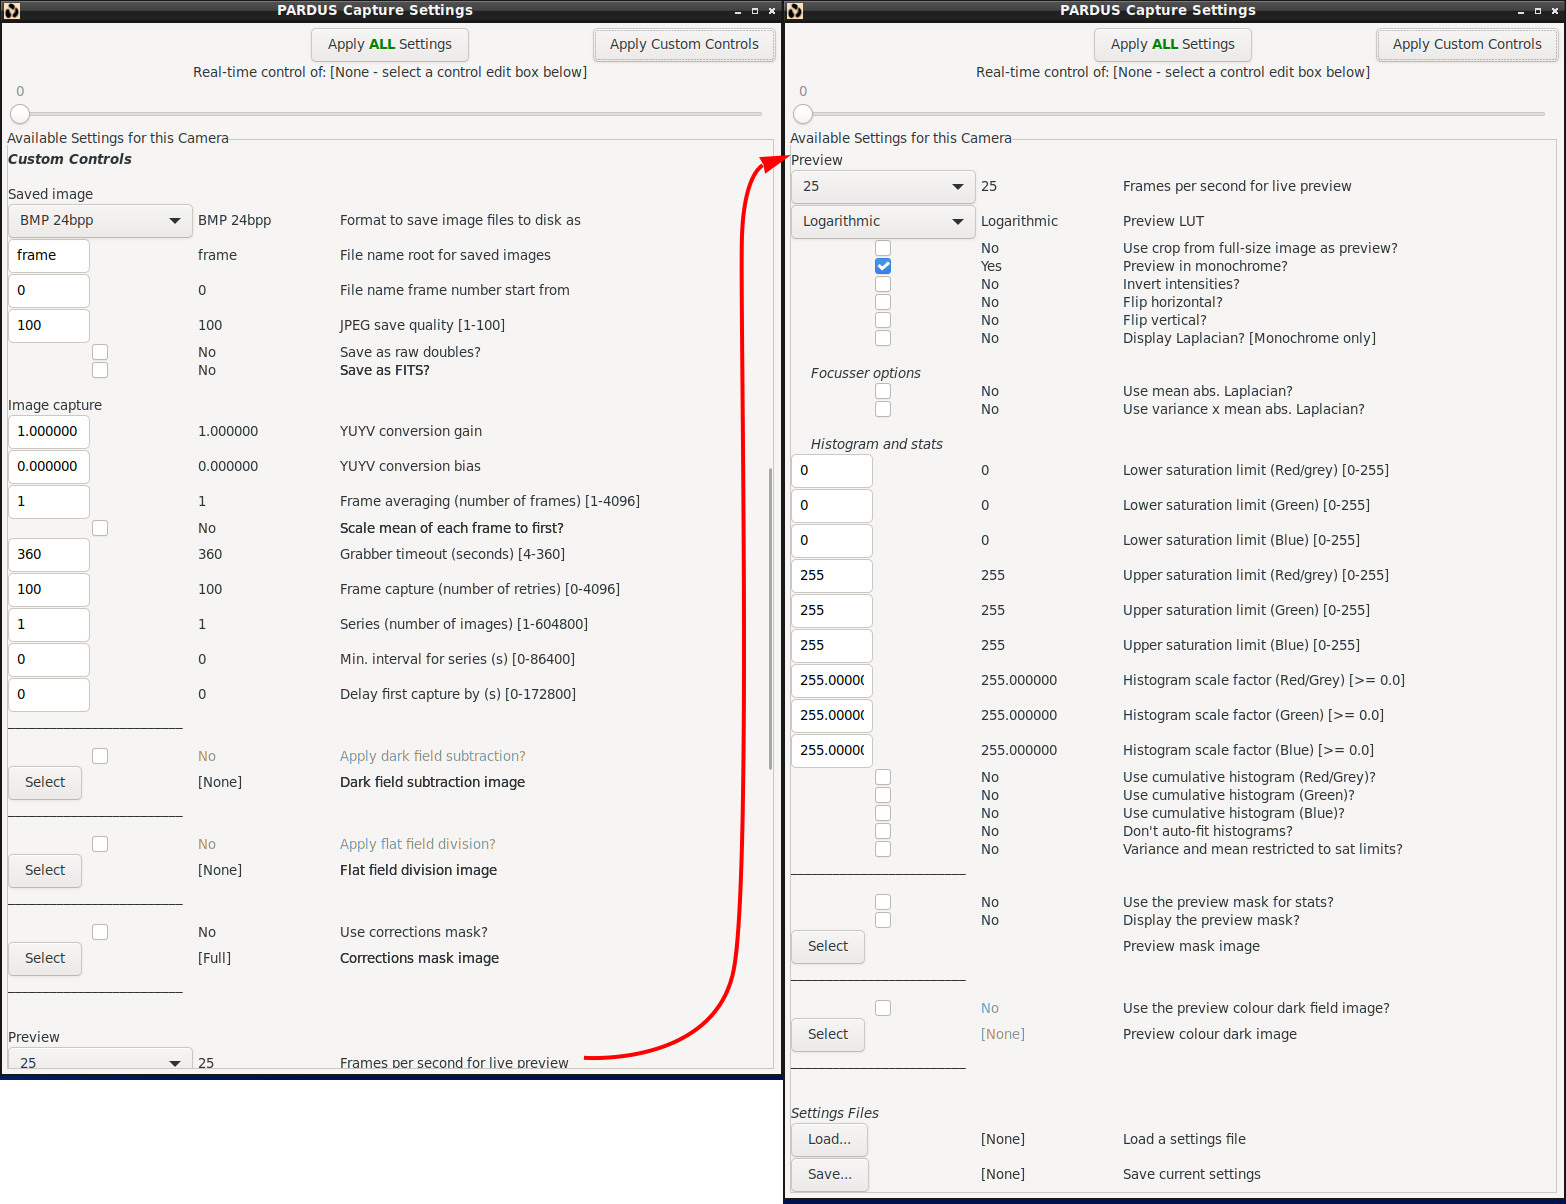 PARDUS Capture Settings
Apply ALL Settings
Apply Custom Controls
Real-time control of: [None - select a control edit box below]
0
Available Settings for this Camera
Custom Controls
Saved image
BMP 24bpp BMP 24bpp Format to save image files to disk as
frame frame File name root for saved images
0 0 File name frame number start from
100 100 JPEG save quality [1-100]
No Save as raw doubles?
No Save as FITS?
Image capture
1.000000 1.000000 YUYV conversion gain
0.000000 0.000000 YUYV conversion bias
1 1 Frame averaging (number of frames) [1-4096]
No Scale mean of each frame to first?
360 360 Grabber timeout (seconds) [4-360]
100 100 Frame capture (number of retries) [0-4096]
1 1 Series (number of images) [1-604800]
0 0 Min. interval for series (s) [0-86400]
0 0 Delay first capture by (s) [0-172800]
No Apply dark field subtraction?
Select [None] Dark field subtraction image
No Apply flat field division?
Select [None] Flat field division image
No Use corrections mask?
Select [Full] Corrections mask image
Preview
25 25 Frames per second for live preview
PARDUS Capture Settings
Apply ALL Settings
Apply Custom Controls
Real-time control of: [None - select a control edit box below]
0
Available Settings for this Camera
Preview
25 25 Frames per second for live preview
Logarithmic Logarithmic Preview LUT
No Use crop from full-size image as preview?
Yes Preview in monochrome?
No Invert intensities?
No Flip horizontal?
No Flip vertical?
No Display Laplacian? [Monochrome only]
Focusser options
No Use mean abs. Laplacian?
No Use variance x mean abs. Laplacian?
Histogram and stats
0 0 Lower saturation limit (Red/grey) [0-255]
0 0 Lower saturation limit (Green) [0-255]
0 0 Lower saturation limit (Blue) [0-255]
255 255 Upper saturation limit (Red/grey) [0-255]
255 255 Upper saturation limit (Green) [0-255]
255 255 Upper saturation limit (Blue) [0-255]
255.00000 255.000000 Histogram scale factor (Red/Grey) [>= 0.0]
255.00000 255.000000 Histogram scale factor (Green) [>= 0.0]
255.00000 255.000000 Histogram scale factor (Blue) [>= 0.0]
No Use cumulative histogram (Red/Grey)?
No Use cumulative histogram (Green)?
No Use cumulative histogram (Blue)?
No Don't auto-fit histograms?
No Variance and mean restricted to sat limits?
No Use the preview mask for stats?
No Display the preview mask?
Select Preview mask image
No Use the preview colour dark field image?
Select [None] Preview colour dark image
Settings Files
Load... [None] Load a settings file
Save... [None] Save current settings